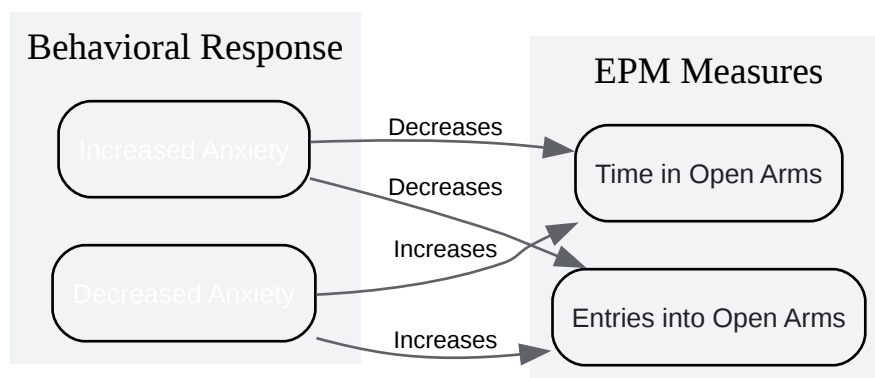 Behavioral Response
EPM Measures
Increased Anxiety
Decreases
Time in Open Arms
Decreases
Increases
Decreased Anxiety
Entries into Open Arms
Increases